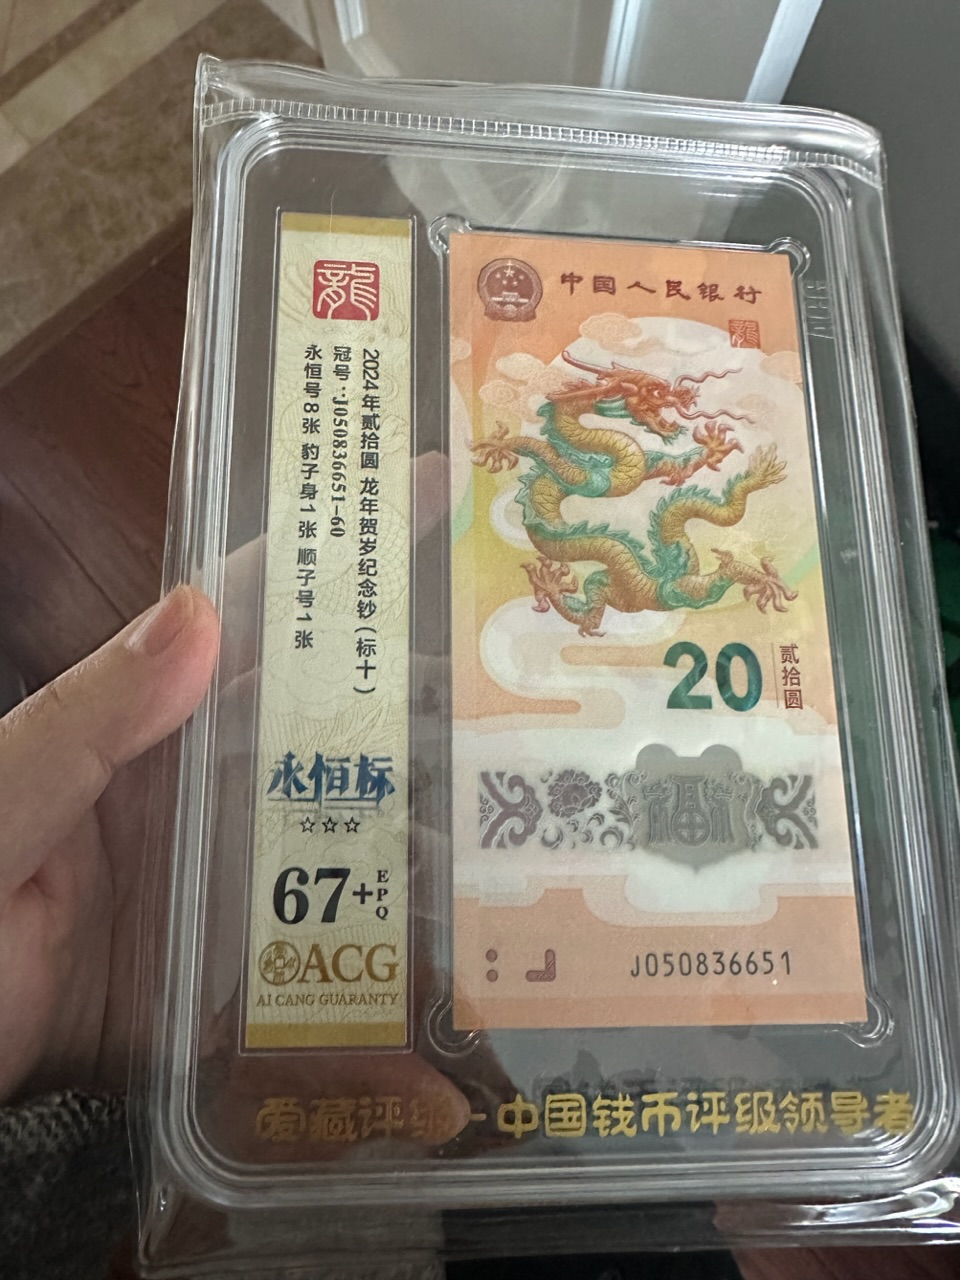 龍
2024年贰拾圆 龙年贺岁纪念钞(标十)
冠号:J050836651-60
永恒号8张 豹子身1张 顺子号1张
永恒标
☆☆☆
67+
EPQ
ACG
AI CANG GUARANTY
中国人民银行
龍
20
贰拾圆
福
J050836651
爱藏评级-中国钱币评级领导者